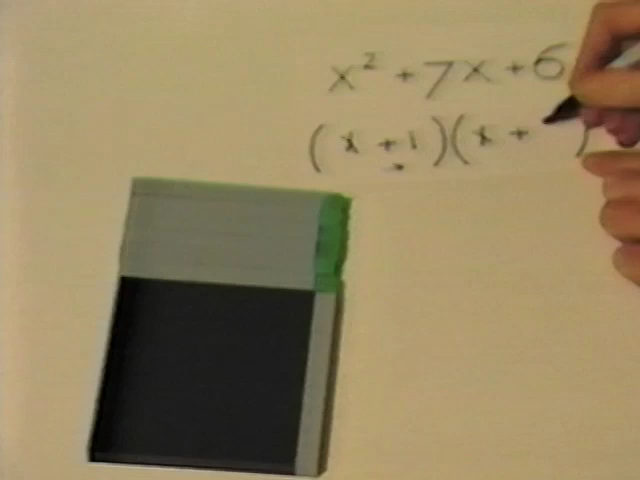 x² + 7x + 6
(x + 1)(x + )